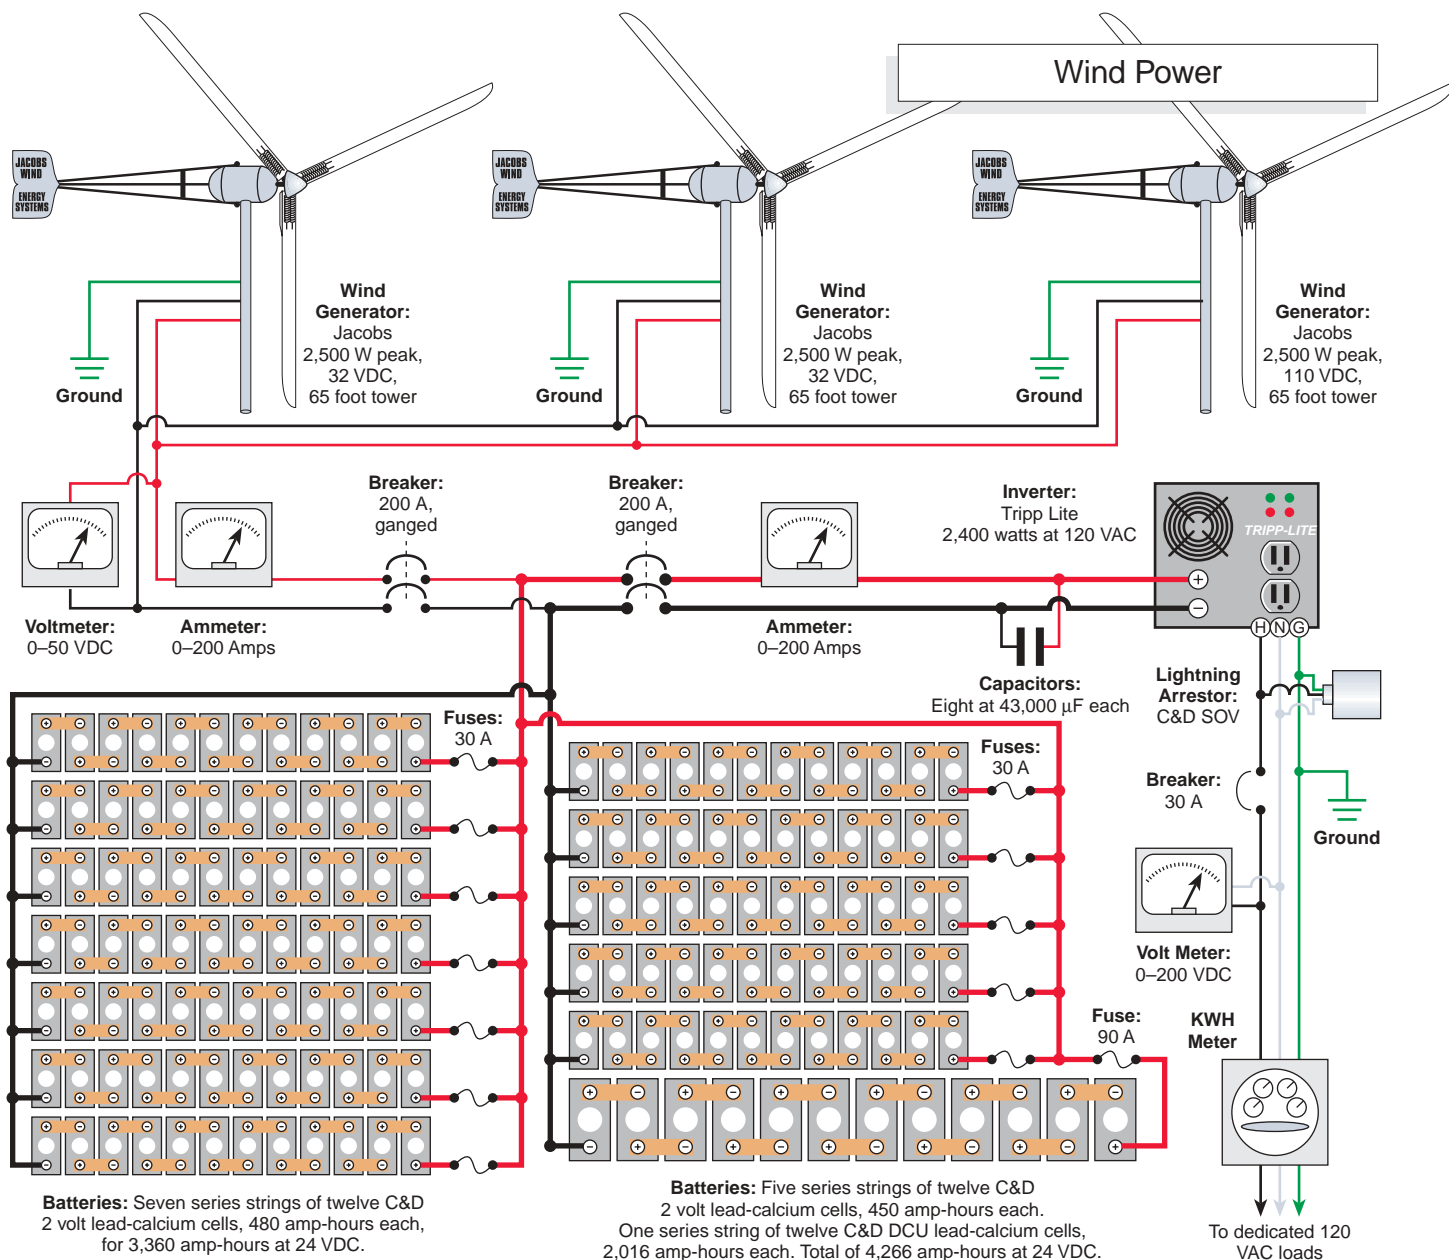 Wind Power
JACOBS
WIND
ENERGY
SYSTEMS
JACOBS
WIND
ENERGY
SYSTEMS
JACOBS
WIND
ENERGY
SYSTEMS
Wind
Generator:
Jacobs
2,500 W peak,
32 VDC,
65 foot tower
Wind
Generator:
Jacobs
2,500 W peak,
32 VDC,
65 foot tower
Wind
Generator:
Jacobs
2,500 W peak,
110 VDC,
65 foot tower
Ground
Ground
Ground
Breaker:
200 A,
ganged
Breaker:
200 A,
ganged
Inverter:
Tripp Lite
2,400 watts at 120 VAC
TRIPP-LITE
+
−
H N G
Voltmeter:
0–50 VDC
Ammeter:
0–200 Amps
Ammeter:
0–200 Amps
Capacitors:
Eight at 43,000 µF each
Lightning
Arrestor:
C&D SOV
Fuses:
30 A
Fuses:
30 A
Breaker:
30 A
Ground
Volt Meter:
0–200 VDC
Fuse:
90 A
KWH
Meter
Batteries: Seven series strings of twelve C&D
2 volt lead-calcium cells, 480 amp-hours each,
for 3,360 amp-hours at 24 VDC.
Batteries: Five series strings of twelve C&D
2 volt lead-calcium cells, 450 amp-hours each.
One series string of twelve C&D DCU lead-calcium cells,
2,016 amp-hours each. Total of 4,266 amp-hours at 24 VDC.
To dedicated 120
VAC loads